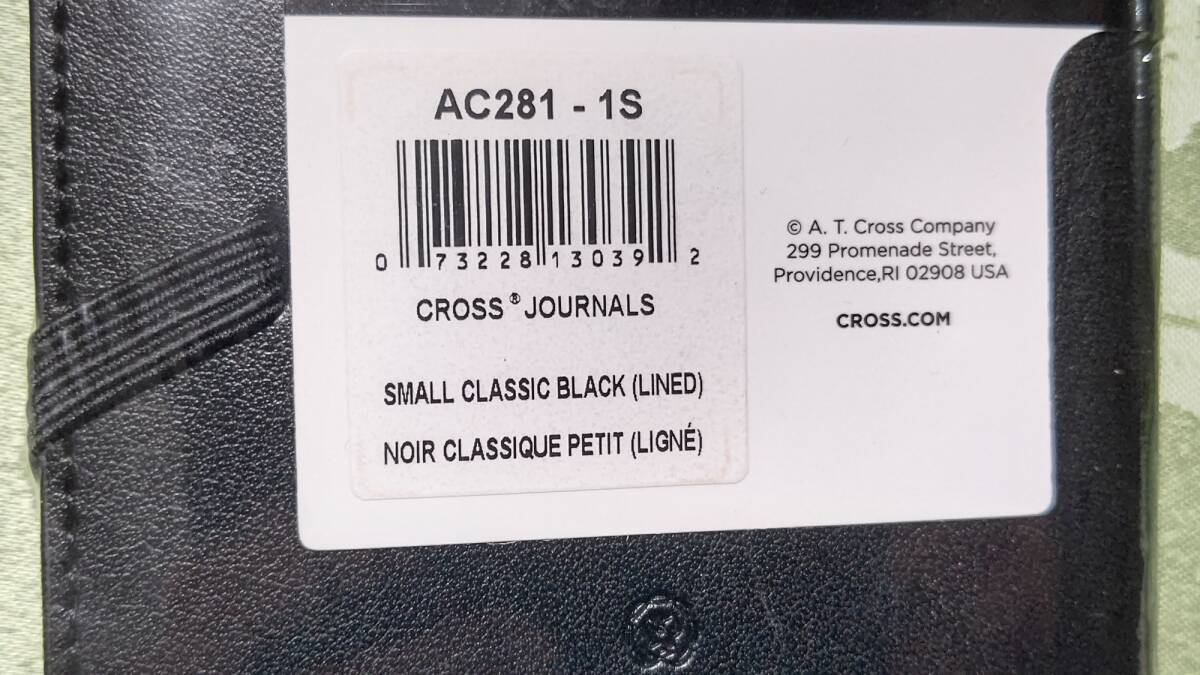 AC281 - 1S
0 73228 13039 2
CROSS® JOURNALS
SMALL CLASSIC BLACK (LINED)
NOIR CLASSIQUE PETIT (LIGNÉ)
© A. T. Cross Company
299 Promenade Street,
Providence,RI 02908 USA
CROSS.COM